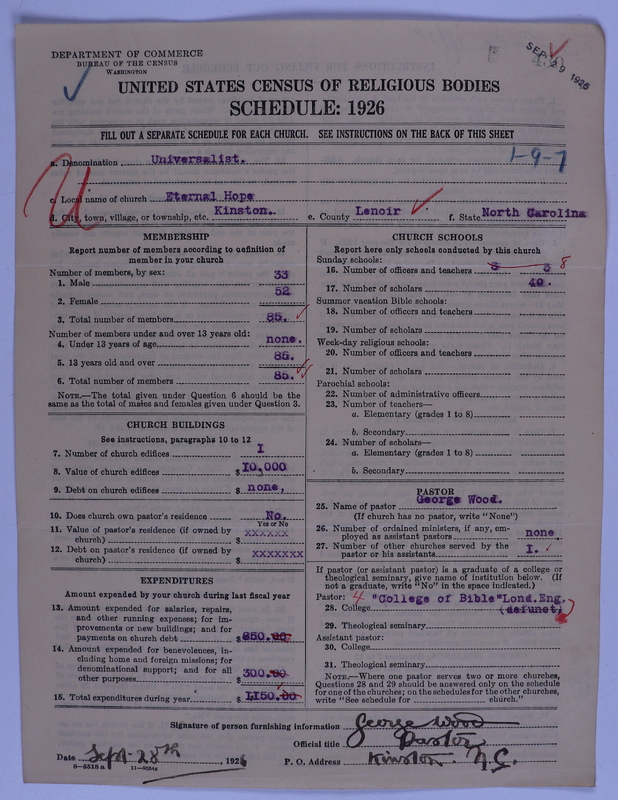 DEPARTMENT OF COMMERCE
BUREAU OF THE CENSUS
WASHINGTON
SEP 29 1926
UNITED STATES CENSUS OF RELIGIOUS BODIES
SCHEDULE: 1926
FILL OUT A SEPARATE SCHEDULE FOR EACH CHURCH. SEE INSTRUCTIONS ON THE BACK OF THIS SHEET
1-9-7
a. Denomination Universalist.
U
c. Local name of church Eternal Hope
d. City, town, village, or township, etc. Kinston. e. County Lenoir f. State North Carolina
MEMBERSHIP
Report number of members according to definition of
member in your church
Number of members, by sex:
1. Male 33
2. Female 52
3. Total number of members 85.
Number of members under and over 13 years old:
4. Under 13 years of age none.
5. 13 years old and over 85.
6. Total number of members 85.
NOTE.—The total given under Question 6 should be the
same as the total of males and females given under Question 3.
CHURCH BUILDINGS
See instructions, paragraphs 10 to 12
7. Number of church edifices I
8. Value of church edifices $ I0,000
9. Debt on church edifices $ none,
10. Does church own pastor's residence No.
Yes or No
11. Value of pastor's residence (if owned by
church) $ xxxxxx
12. Debt on pastor's residence (if owned by
church) $ xxxxxxx
EXPENDITURES
Amount expended by your church during last fiscal year
13. Amount expended for salaries, repairs,
and other running expenses; for im-
provements or new buildings; and for
payments on church debt $ 850.00
14. Amount expended for benevolences, in-
cluding home and foreign missions; for
denominational support; and for all
other purposes $ 300.00
15. Total expenditures during year $ II50.00
CHURCH SCHOOLS
Report here only schools conducted by this church
Sunday schools:
16. Number of officers and teachers 8 8
17. Number of scholars 49.
Summer vacation Bible schools:
18. Number of officers and teachers
19. Number of scholars
Week-day religious schools:
20. Number of officers and teachers
21. Number of scholars
Parochial schools:
22. Number of administrative officers
23. Number of teachers—
a. Elementary (grades 1 to 8)
b. Secondary
24. Number of scholars—
a. Elementary (grades 1 to 8)
b. Secondary
PASTOR
25. Name of pastor George Wood.
(If church has no pastor, write "None")
26. Number of ordained ministers, if any, em-
ployed as assistant pastors none
27. Number of other churches served by the
pastor or his assistants I.
If pastor (or assistant pastor) is a graduate of a college or
theological seminary, give name of institution below. (If
not a graduate, write "No" in the space indicated.)
Pastor: 4 "College of Bible"Lond.Eng.
28. College (defunct)
29. Theological seminary
Assistant pastor:
30. College
31. Theological seminary
NOTE.—Where one pastor serves two or more churches,
Questions 28 and 29 should be answered only on the schedule
for one of the churches; on the schedules for the other churches,
write "See schedule for church."
Signature of person furnishing information George Wood
Official title Pastor
Date Sept-28th, 1926 P. O. Address Kinston N.C.
8-5518a 11-9054a